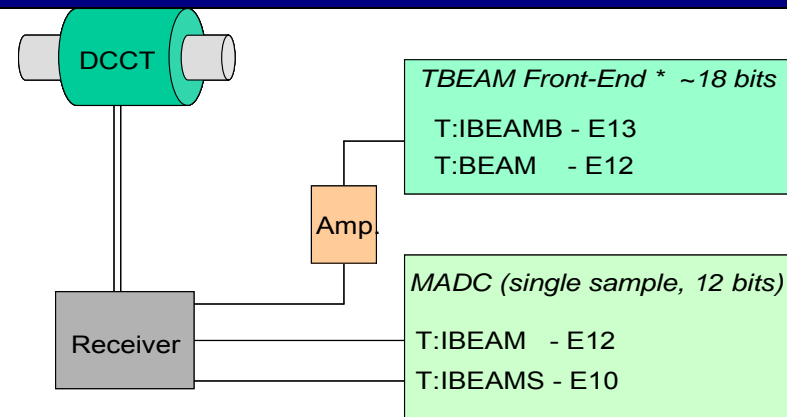 DCCT
TBEAM Front-End * ~18 bits
T:IBEAMB - E13
T:BEAM - E12
Amp.
MADC (single sample, 12 bits)
Receiver
T:IBEAM - E12
T:IBEAMS - E10